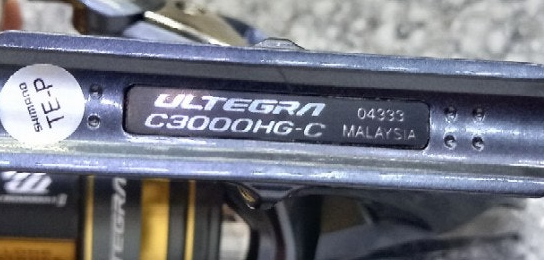 SHIMANO
TE-P
ULTEGRA
C3000HG-C
04333
MALAYSIA
ULTEGRA